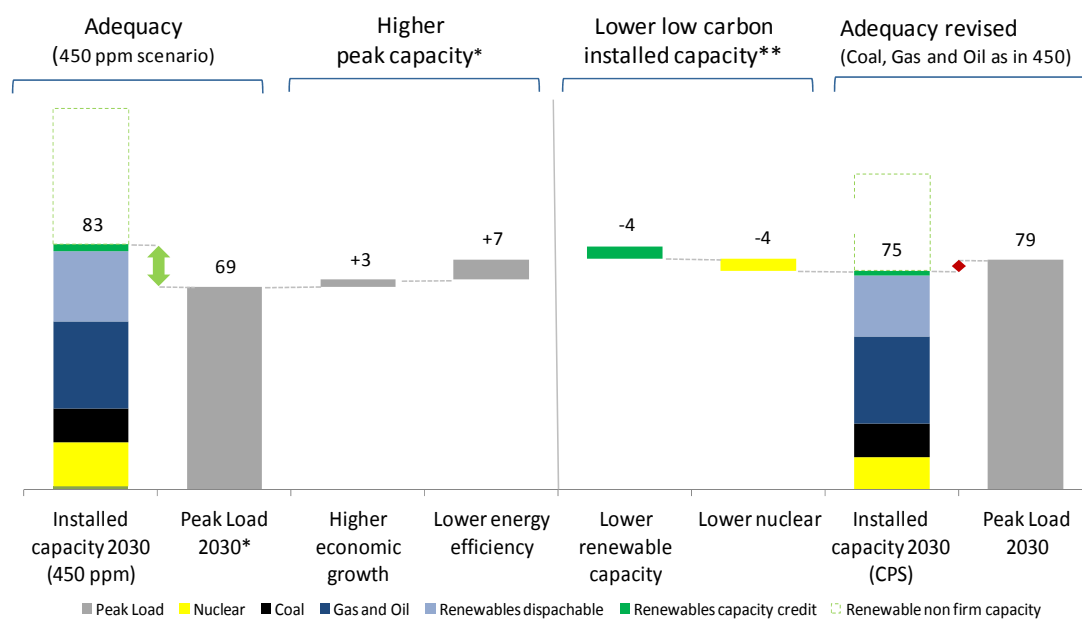 Adequacy
(450 ppm scenario)
Higher
peak capacity*
Lower low carbon
installed capacity**
Adequacy revised
(Coal, Gas and Oil as in 450)
83
69
+3
+7
-4
-4
75
79
Installed
capacity 2030
(450 ppm)
Peak Load
2030*
Higher
economic
growth
Lower energy
efficiency
Lower
renewable
capacity
Lower nuclear
Installed
capacity 2030
(CPS)
Peak Load
2030
Peak Load Nuclear Coal Gas and Oil Renewables dispachable Renewables capacity credit Renewable non firm capacity